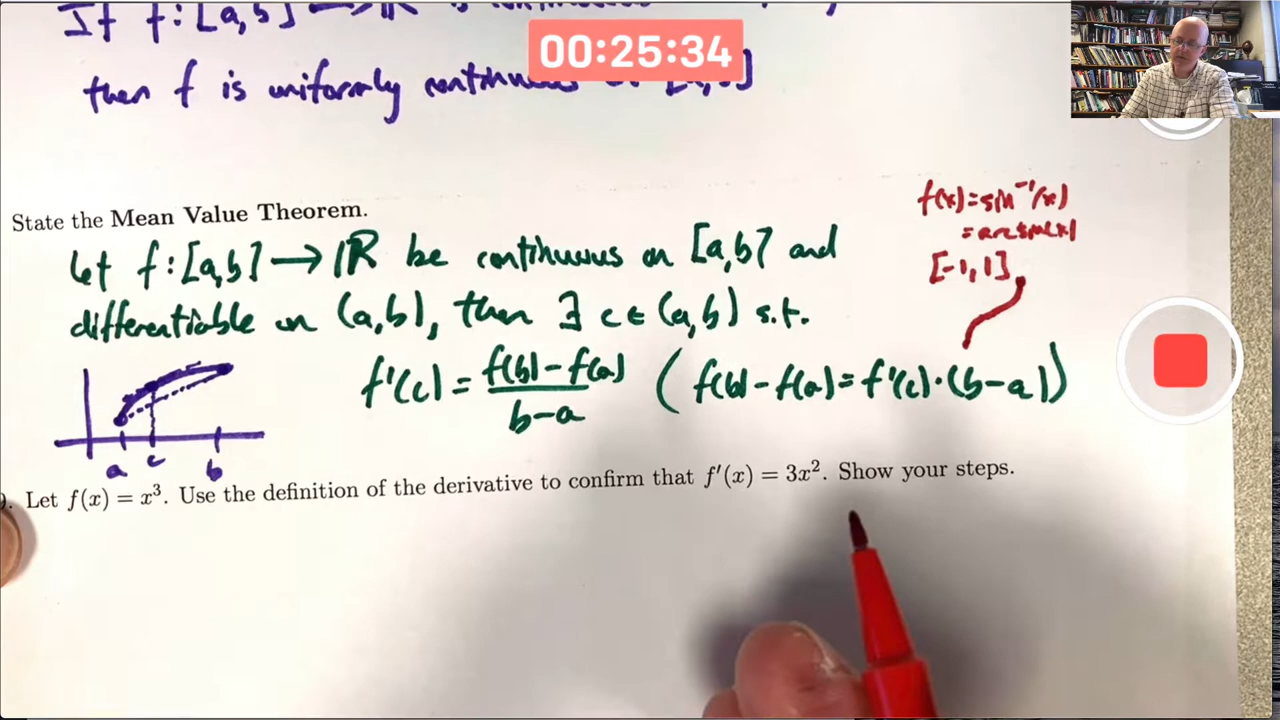 If f: [a,b] → ℝ is
00:25:34
then f is uniformly continuous
State the Mean Value Theorem.
Let f: [a,b] → ℝ be continuous on [a,b] and
differentiable on (a,b), then ∃ c ∈ (a,b) s.t.
f'(c) = f(b) - f(a) / b - a (f(b) - f(a) = f'(c)·(b-a))
f(x) = sin⁻¹(x)
= arcsin(x)
[-1,1]
a c b
. Let f(x) = x³. Use the definition of the derivative to confirm that f′(x) = 3x². Show your steps.